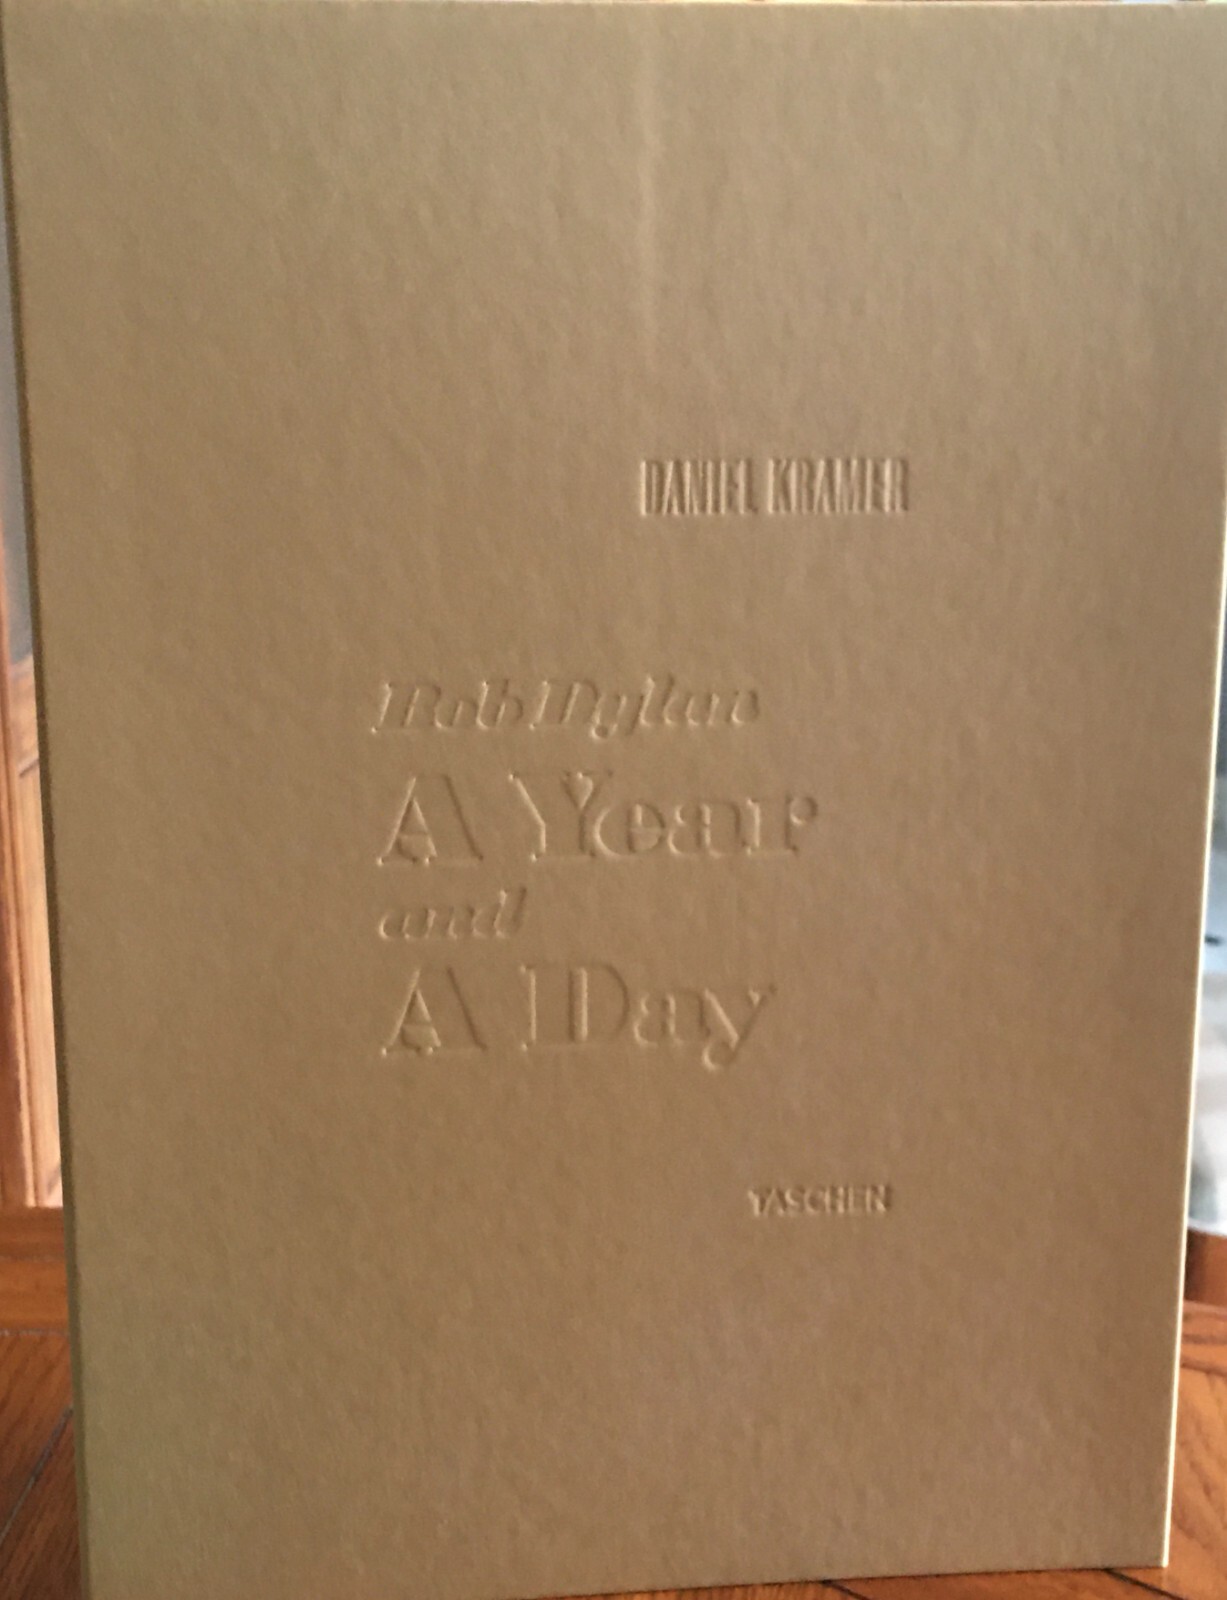 DANIEL KRAMER
Bob Dylan
A Year
and
A Day
TASCHEN